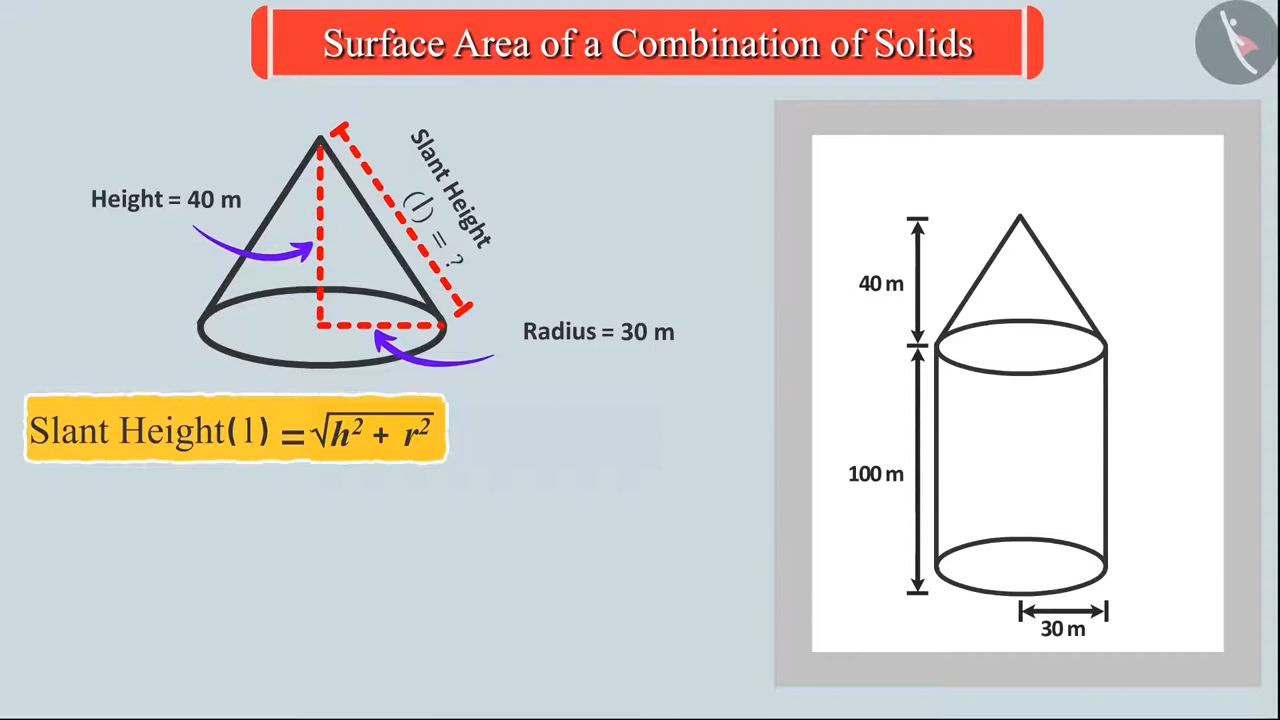 Surface Area of a Combination of Solids
Height = 40 m
Slant Height
(l) = ?
Radius = 30 m
Slant Height(l) = √h² + r²
40 m
100 m
30 m